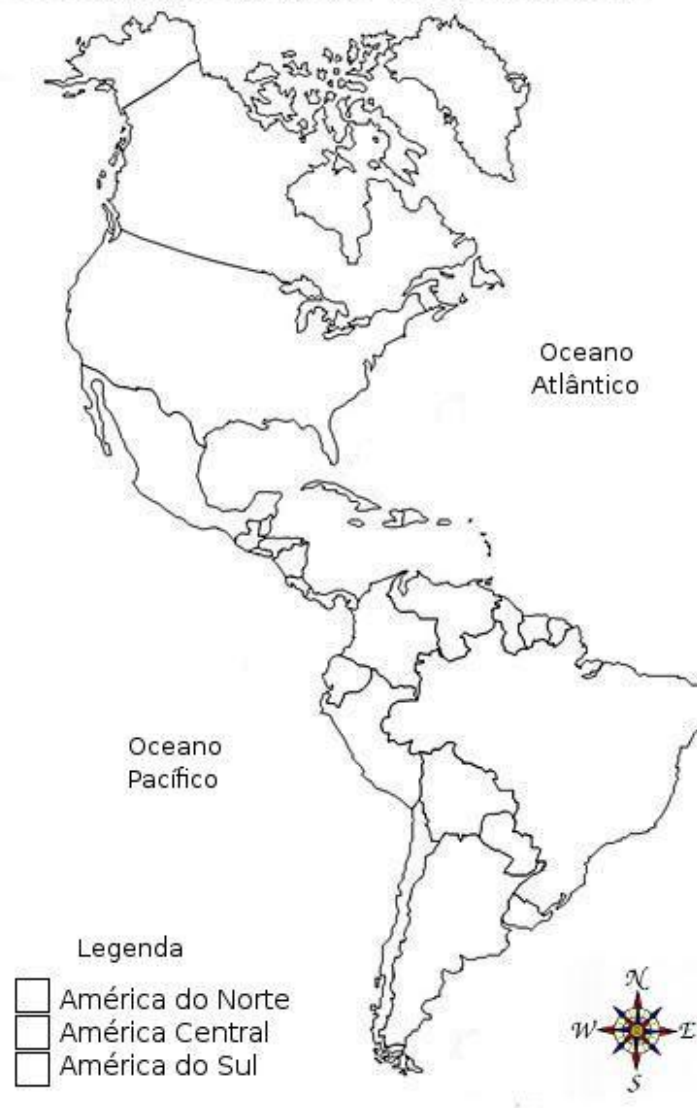 Oceano
Atlântico
Oceano
Pacífico
Legenda
América do Norte
América Central
América do Sul
N
W
E
S